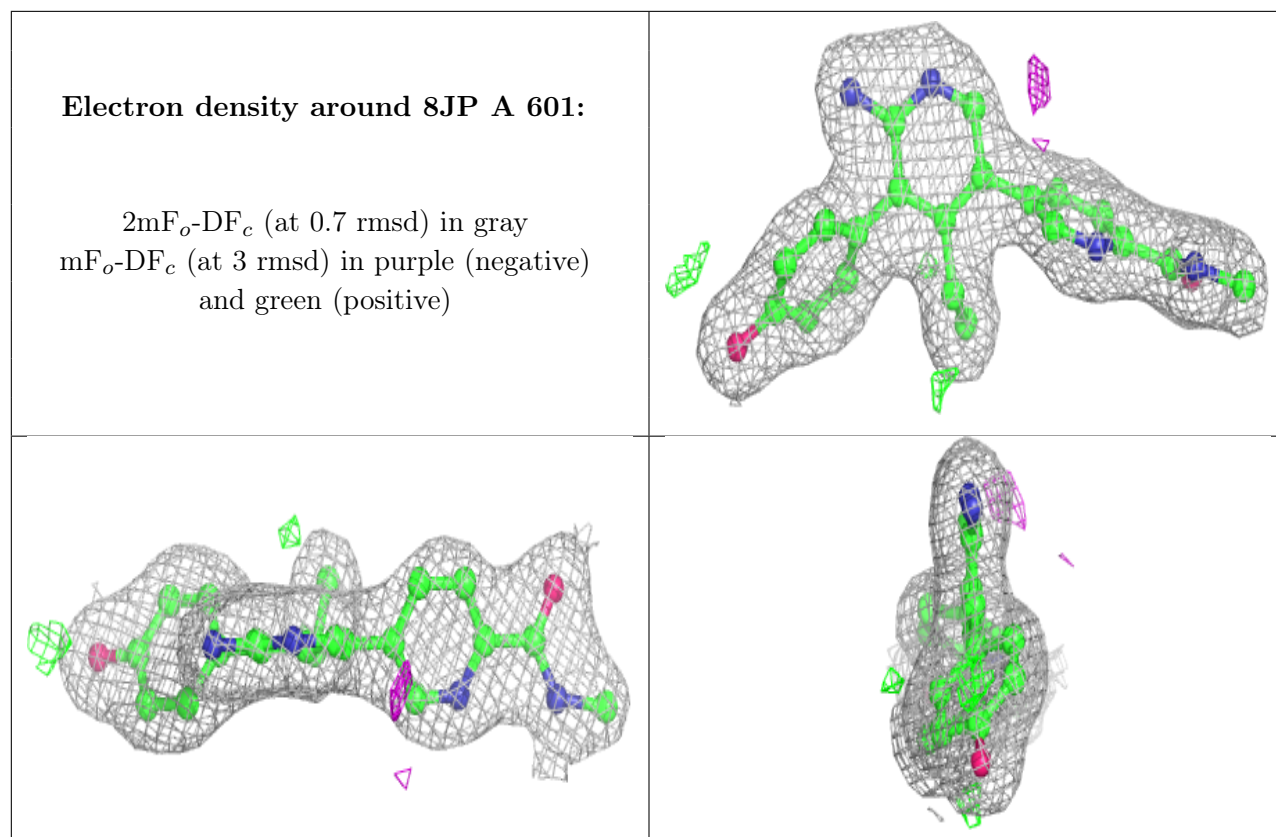 Electron density around 8JP A 601:
2mFo-DFc (at 0.7 rmsd) in gray
mFo-DFc (at 3 rmsd) in purple (negative)
and green (positive)